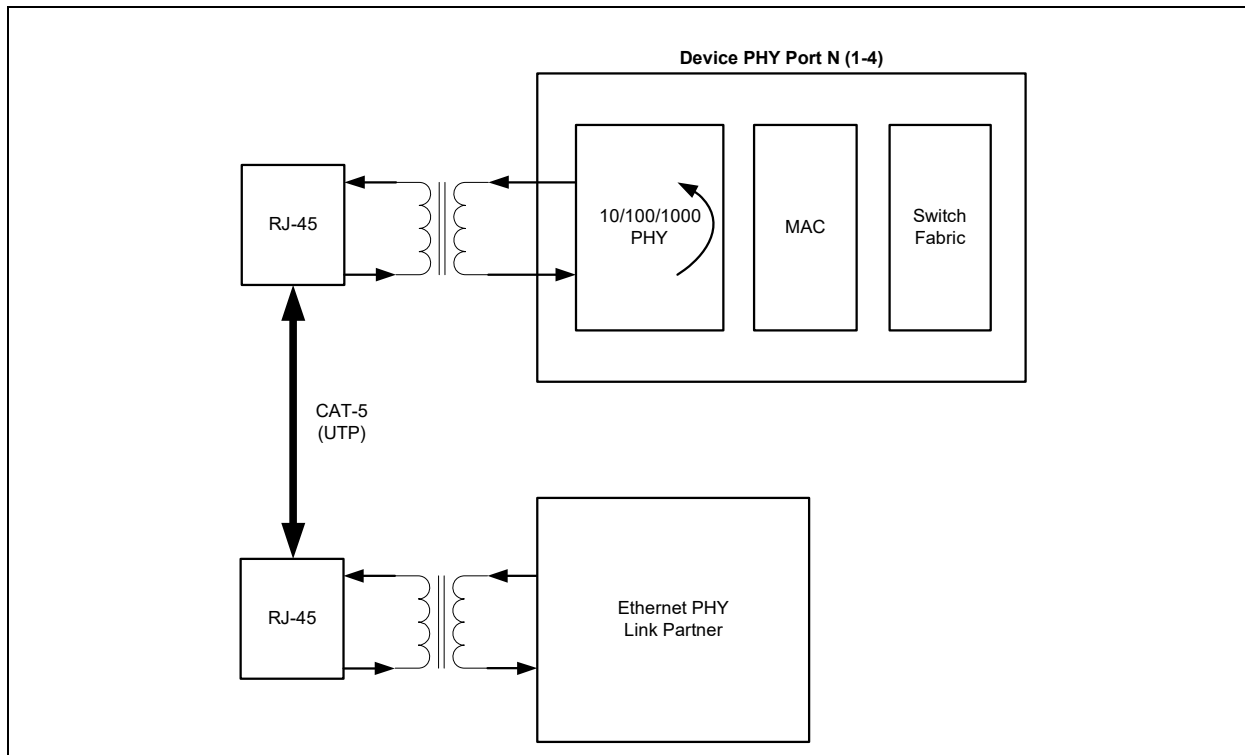 Device PHY Port N (1-4)
RJ-45
10/100/1000
PHY
MAC
Switch
Fabric
CAT-5
(UTP)
RJ-45
Ethernet PHY
Link Partner